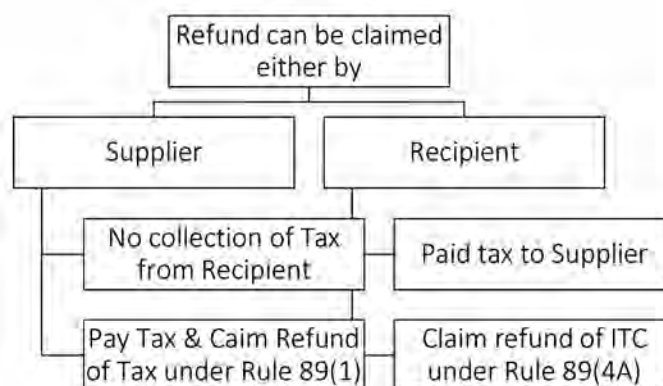 Refund can be claimed
either by
Supplier
Recipient
No collection of Tax
from Recipient
Paid tax to Supplier
Pay Tax & Caim Refund
of Tax under Rule 89(1)
Claim refund of ITC
under Rule 89(4A)